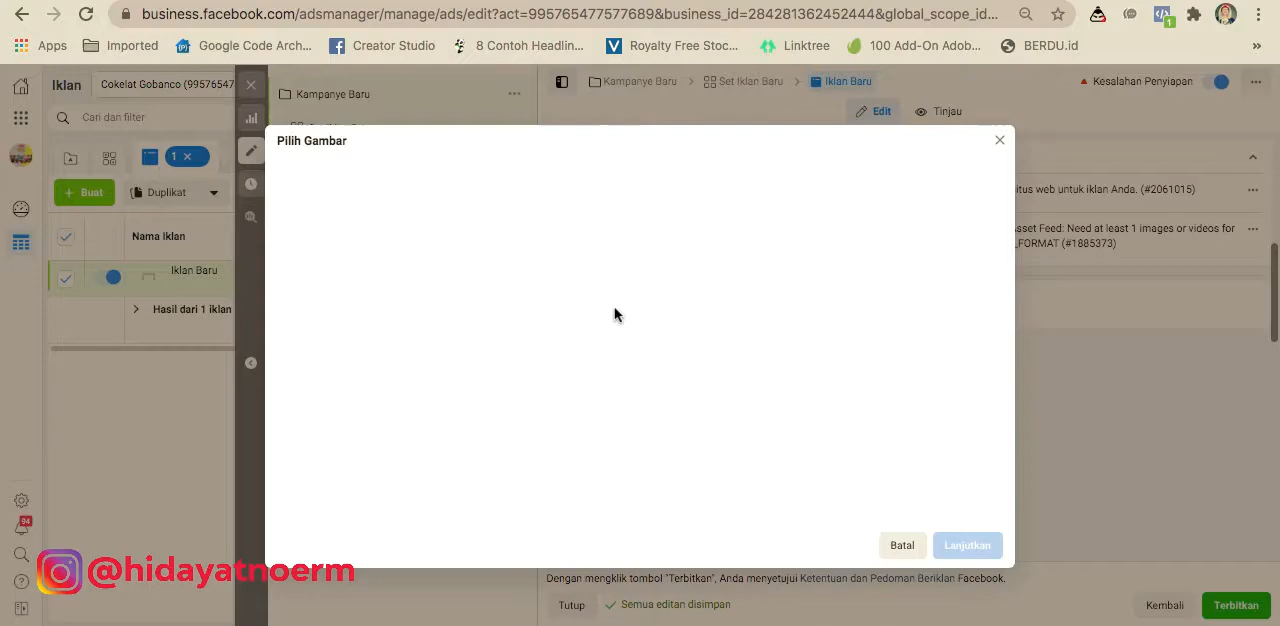 business.facebook.com/adsmanager/manage/ads/edit?act=995765477577689&business_id=284281362452444&global_scope_id...
1
Apps
Imported
Google Code Arch...
Creator Studio
8 Contoh Headlin...
Royalty Free Stoc...
Linktree
100 Add-On Adob...
BERDU.id
»
Iklan
Cokelat Gobanco (99576547
Kampanye Baru
Kampanye Baru
Set Iklan Baru
Iklan Baru
Kesalahan Penyiapan
Cari dan filter
Edit
Tinjau
Pilih Gambar
1
Buat
Duplikat
itus web untuk iklan Anda. (#2061015)
Nama Iklan
Asset Feed: Need at least 1 images or videos for
_FORMAT (#1885373)
Iklan Baru
Hasil dari 1 iklan
94
Batal
Lanjutkan
@hidayatnoerm
Dengan mengklik tombol "Terbitkan", Anda menyetujui Ketentuan dan Pedoman Beriklan Facebook.
Tutup
Semua editan disimpan
Kembali
Terbitkan